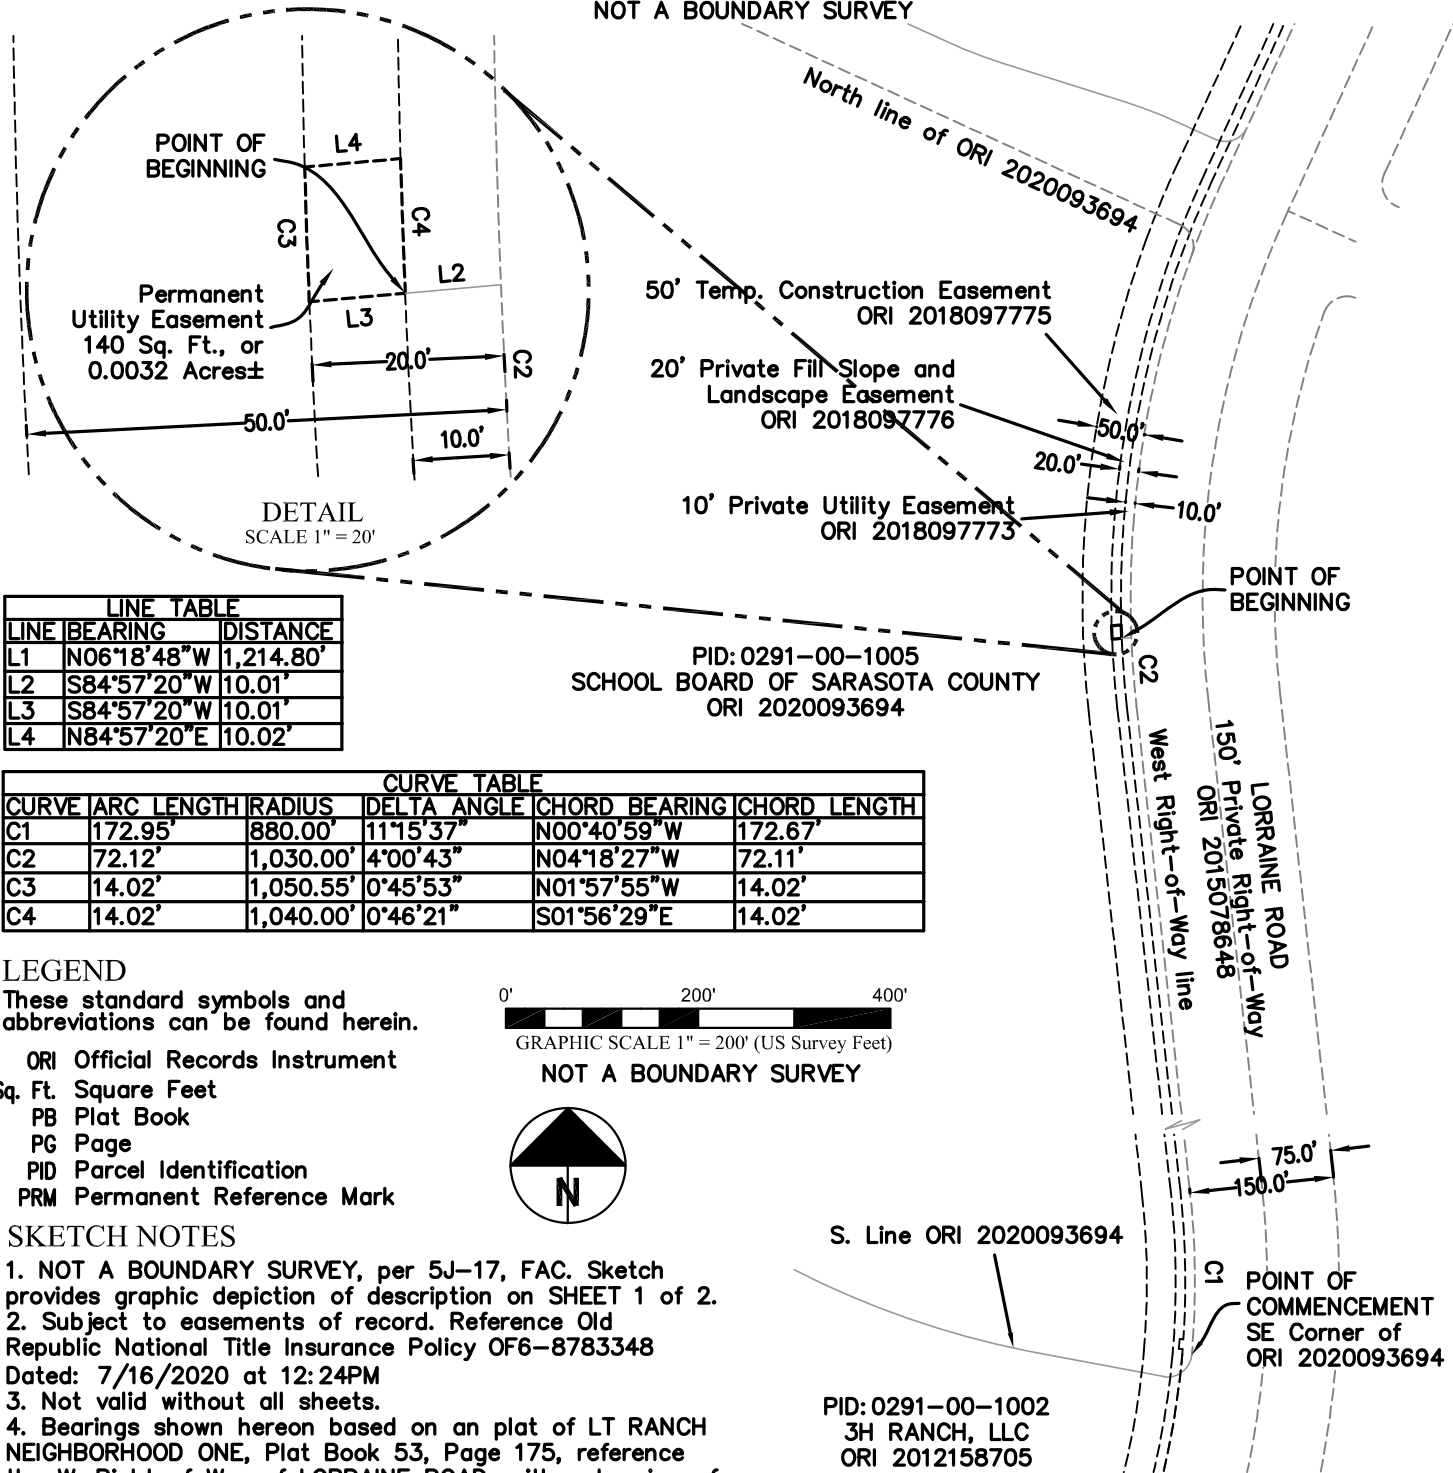 NOT A BOUNDARY SURVEY
North line of ORI 2020093694
POINT OF
BEGINNING
L4
C3
C4
L2
L3
Permanent
Utility Easement
140 Sq. Ft., or
0.0032 Acres±
20.0'
C2
50.0'
10.0'
DETAIL
SCALE 1" = 20'
50' Temp. Construction Easement
ORI 2018097775
20' Private Fill Slope and
Landscape Easement
ORI 2018097776
10' Private Utility Easement
ORI 2018097773
50.0'
20.0'
10.0'
POINT OF
BEGINNING
C2
PID: 0291-00-1005
SCHOOL BOARD OF SARASOTA COUNTY
ORI 2020093694
West Right-of-Way line
LORRAINE ROAD
150' Private Right-of-Way
ORI 2015078648
LINE TABLE
LINE BEARING DISTANCE
L1 N06°18'48"W 1,214.80'
L2 S84°57'20"W 10.01'
L3 S84°57'20"W 10.01'
L4 N84°57'20"E 10.02'
CURVE TABLE
CURVE ARC LENGTH RADIUS DELTA ANGLE CHORD BEARING CHORD LENGTH
C1 172.95' 880.00' 11°15'37" N00°40'59"W 172.67'
C2 72.12' 1,030.00' 4°00'43" N04°18'27"W 72.11'
C3 14.02' 1,050.55' 0°45'53" N01°57'55"W 14.02'
C4 14.02' 1,040.00' 0°46'21" S01°56'29"E 14.02'
LEGEND
These standard symbols and
abbreviations can be found herein.
ORI Official Records Instrument
Sq. Ft. Square Feet
PB Plat Book
PG Page
PID Parcel Identification
PRM Permanent Reference Mark
0' 200' 400'
GRAPHIC SCALE 1" = 200' (US Survey Feet)
NOT A BOUNDARY SURVEY
N
75.0'
150.0'
SKETCH NOTES
1. NOT A BOUNDARY SURVEY, per 5J-17, FAC. Sketch
provides graphic depiction of description on SHEET 1 of 2.
2. Subject to easements of record. Reference Old
Republic National Title Insurance Policy OF6-8783348
Dated: 7/16/2020 at 12:24PM
3. Not valid without all sheets.
4. Bearings shown hereon based on an plat of LT RANCH
NEIGHBORHOOD ONE, Plat Book 53, Page 175, reference
S. Line ORI 2020093694
C1
POINT OF
COMMENCEMENT
SE Corner of
ORI 2020093694
PID: 0291-00-1002
3H RANCH, LLC
ORI 2012158705